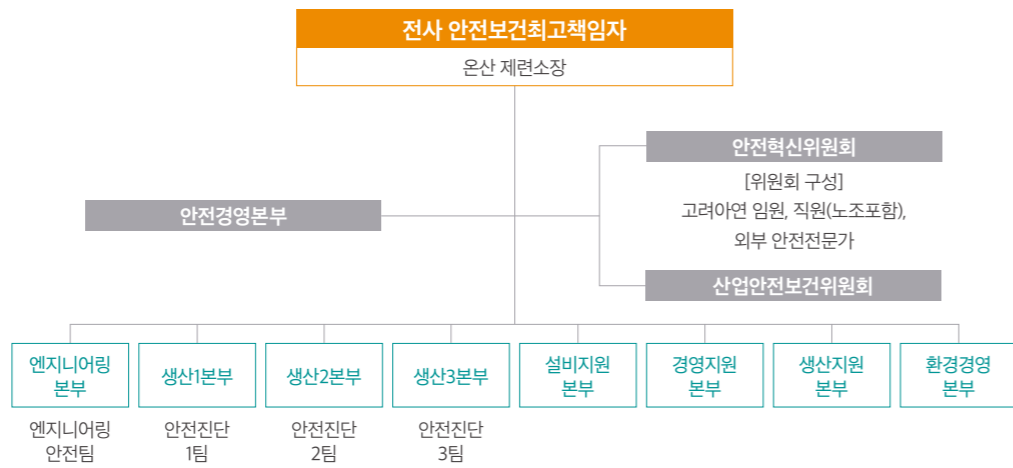 전사 안전보건최고책임자
온산 제련소장
안전혁신위원회
[위원회 구성]
고려아연 임원, 직원(노조포함),
외부 안전전문가
안전경영본부
산업안전보건위원회
엔지니어링
본부
생산1본부
생산2본부
생산3본부
설비지원
본부
경영지원
본부
생산지원
본부
환경경영
본부
엔지니어링
안전팀
안전진단
1팀
안전진단
2팀
안전진단
3팀